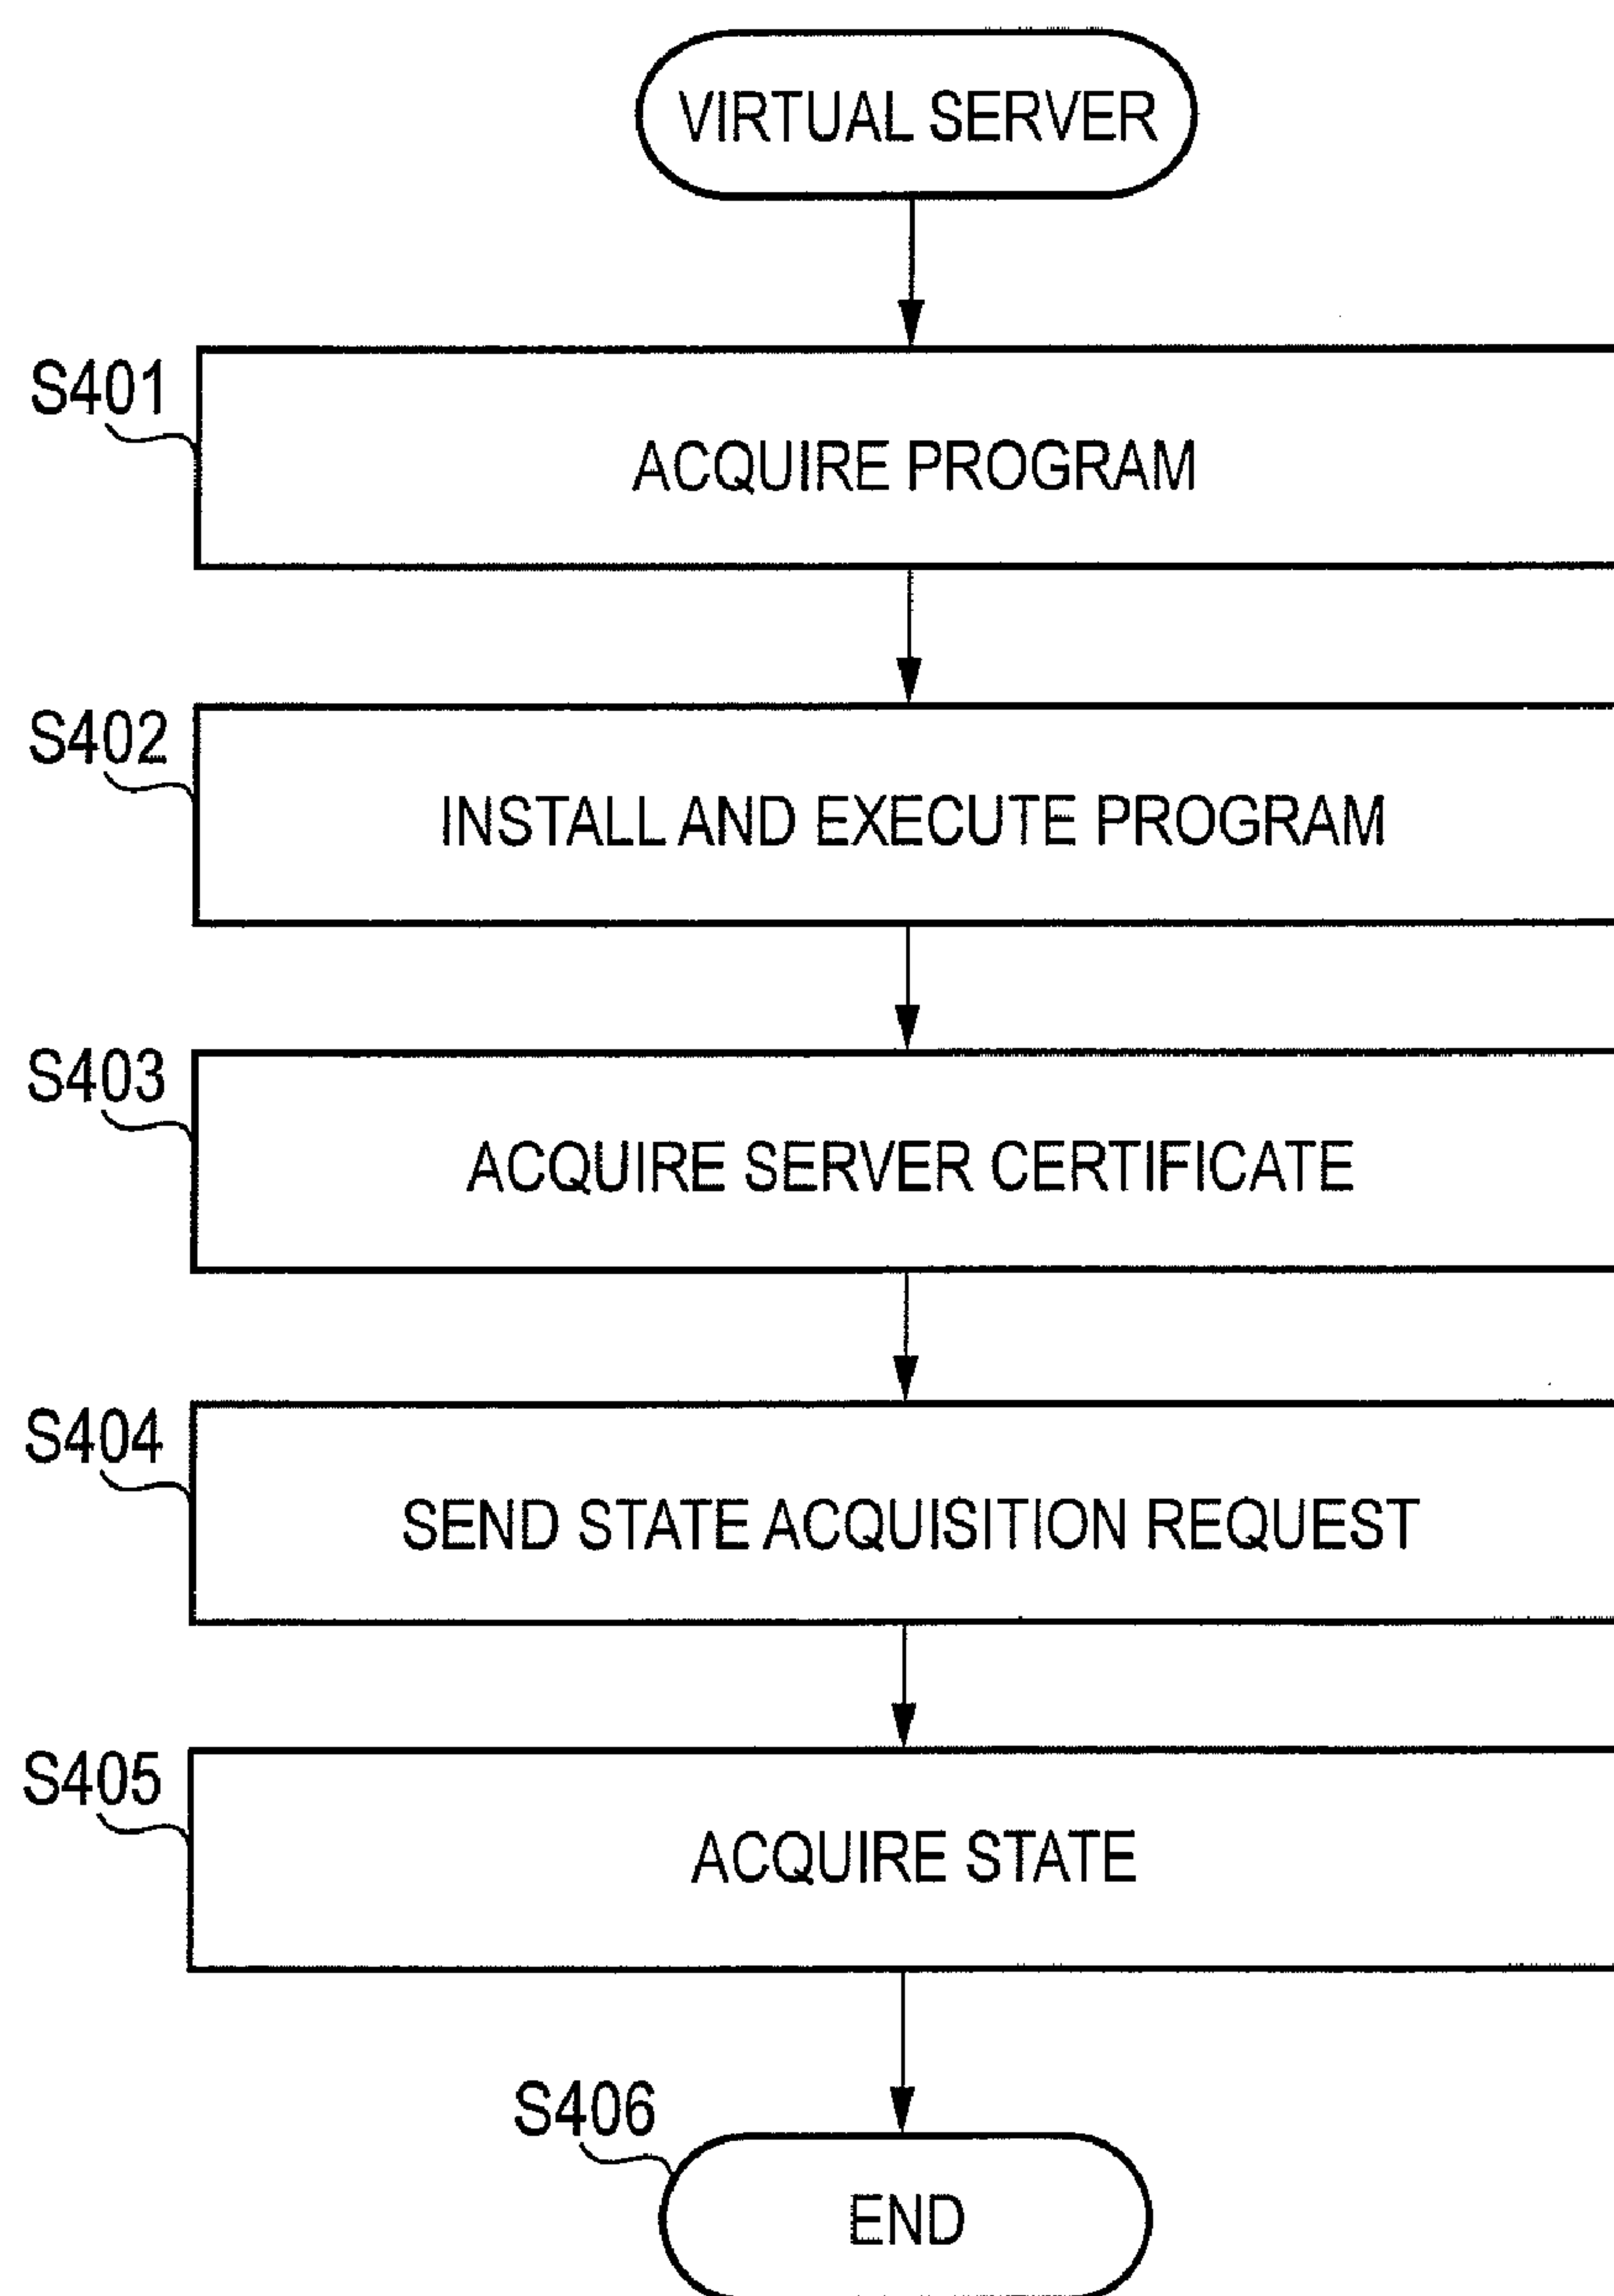 VIRTUAL SERVER
S401
ACQUIRE PROGRAM
S402
INSTALL AND EXECUTE PROGRAM
S403
ACQUIRE SERVER CERTIFICATE
S404
SEND STATE ACQUISITION REQUEST
S405
ACQUIRE STATE
S406
END